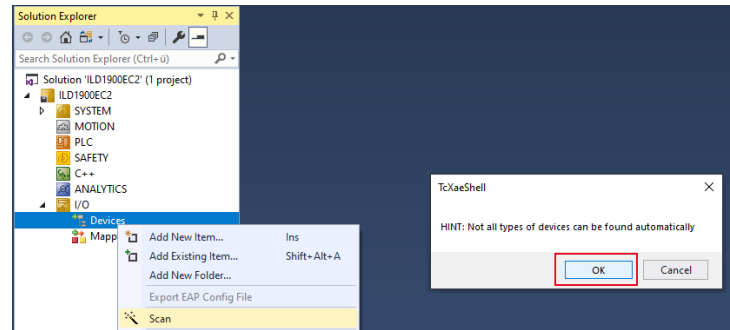 Solution Explorer
Search Solution Explorer (Ctrl+ü)
Solution 'ILD1900EC2' (1 project)
ILD1900EC2
SYSTEM
MOTION
PLC
SAFETY
C++
ANALYTICS
I/O
Devices
Mapp
Add New Item... Ins
Add Existing Item... Shift+Alt+A
Add New Folder...
Export EAP Config File
Scan
TcXaeShell
HINT: Not all types of devices can be found automatically
OK Cancel